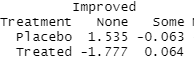 Improved
Treatment None Some
Placebo 1.535 -0.063
Treated -1.777 0.064